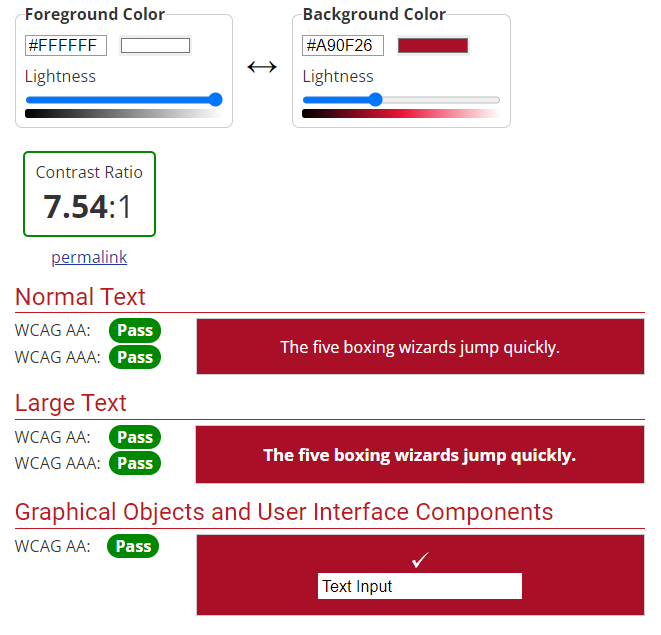 Foreground Color
#FFFFFF
Lightness
Background Color
#A90F26
Lightness
Contrast Ratio
7.54:1
permalink
Normal Text
WCAG AA: Pass
WCAG AAA: Pass
The five boxing wizards jump quickly.
Large Text
WCAG AA: Pass
WCAG AAA: Pass
The five boxing wizards jump quickly.
Graphical Objects and User Interface Components
WCAG AA: Pass
Text Input